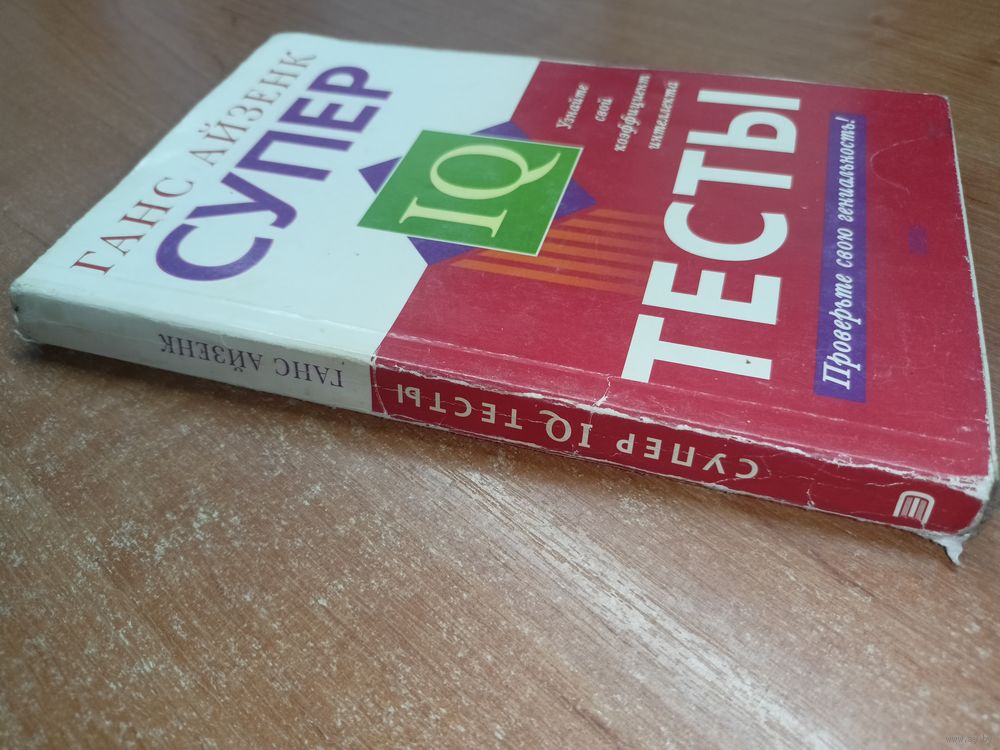 ГАНС АЙЗЕНК
СУПЕР
IQ
ТЕСТЫ
Узнайте
свой
коэффициент
интеллекта
Проверьте свою гениальность!
ГАНС АЙЗЕНК
СУПЕР IQ ТЕСТЫ